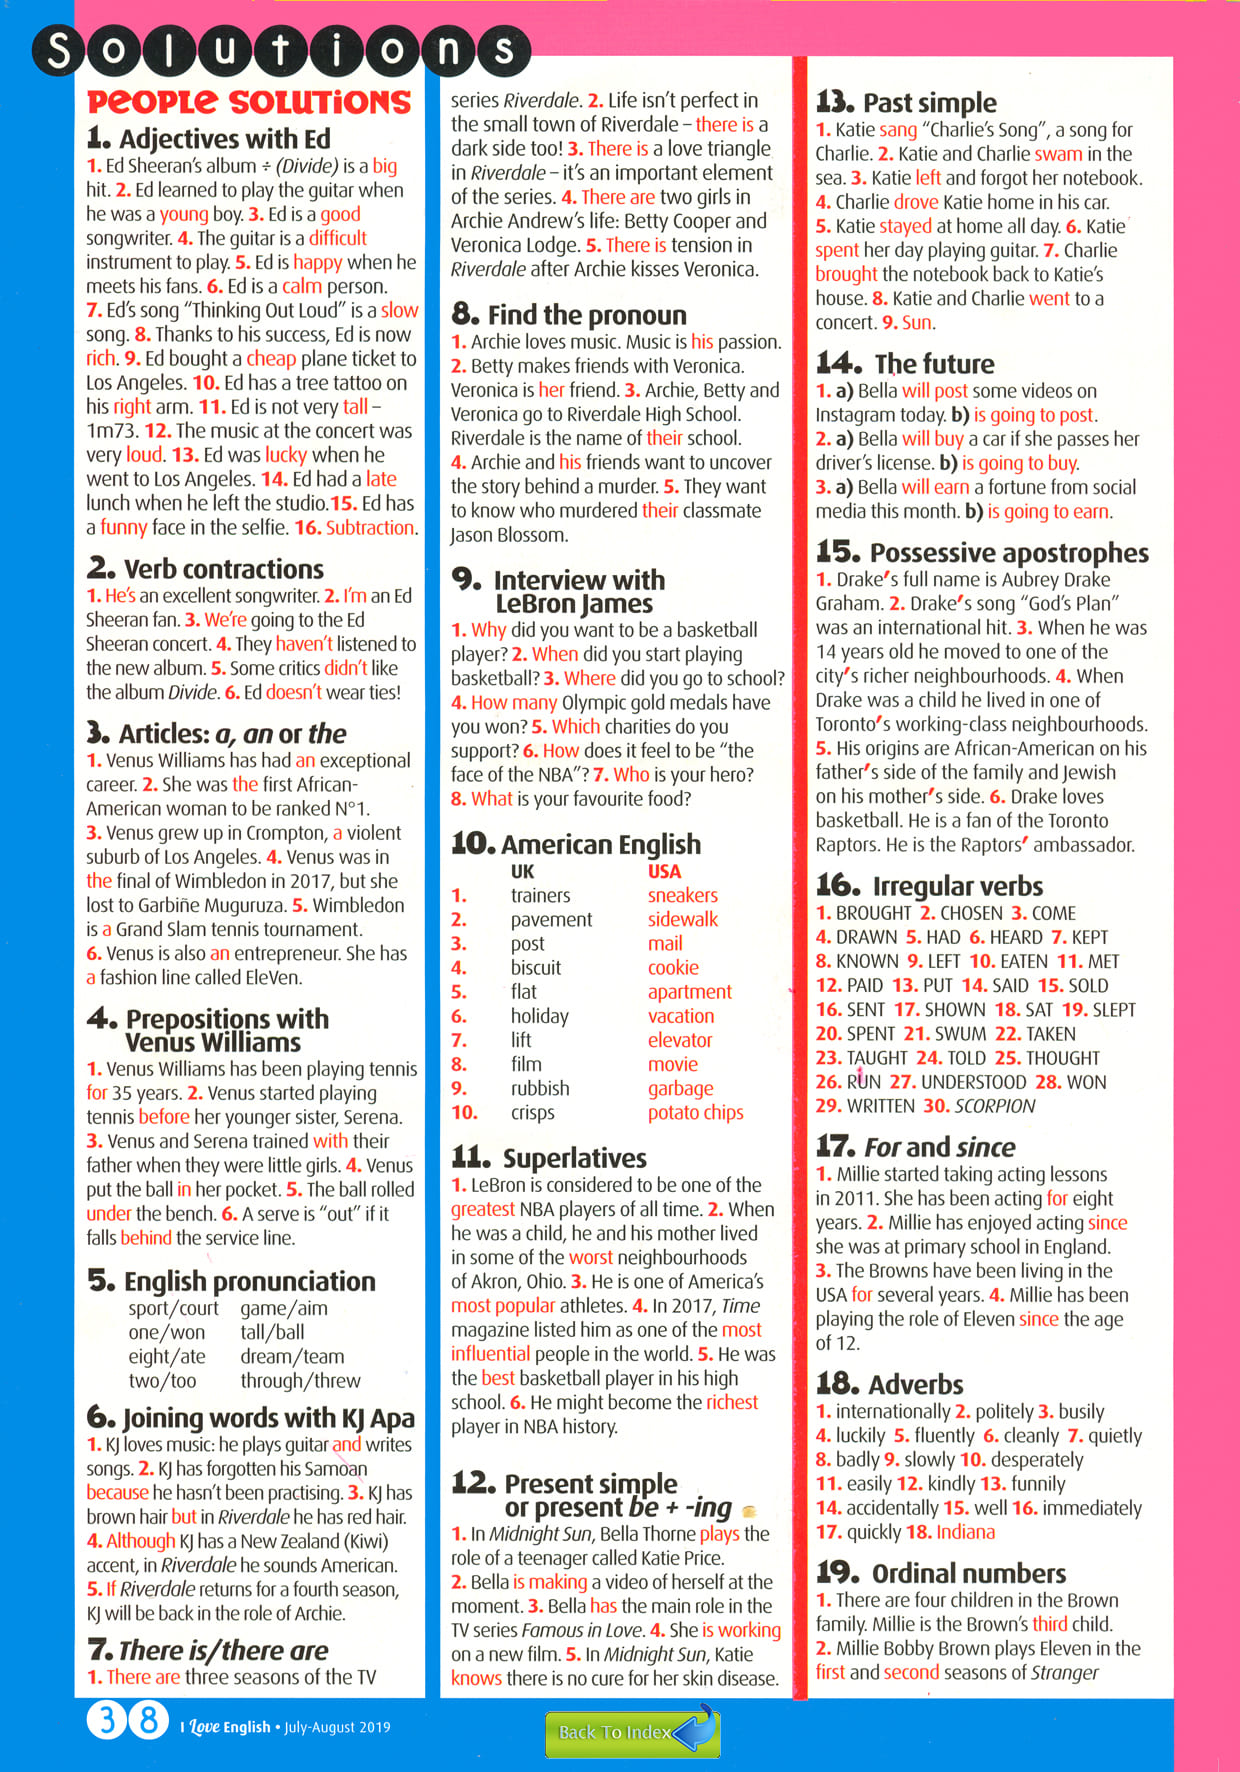 Solutions
PEOPLE SOLUTIONS
1. Adjectives with Ed
1. Ed Sheeran's album ÷ (Divide) is a big
hit. 2. Ed learned to play the guitar when
he was a young boy. 3. Ed is a good
songwriter. 4. The guitar is a difficult
instrument to play. 5. Ed is happy when he
meets his fans. 6. Ed is a calm person.
7. Ed's song “Thinking Out Loud” is a slow
song. 8. Thanks to his success, Ed is now
rich. 9. Ed bought a cheap plane ticket to
Los Angeles. 10. Ed has a tree tattoo on
his right arm. 11. Ed is not very tall –
1m73. 12. The music at the concert was
very loud. 13. Ed was lucky when he
went to Los Angeles. 14. Ed had a late
lunch when he left the studio.15. Ed has
a funny face in the selfie. 16. Subtraction.
2. Verb contractions
1. He's an excellent songwriter. 2. I'm an Ed
Sheeran fan. 3. We're going to the Ed
Sheeran concert. 4. They haven't listened to
the new album. 5. Some critics didn't like
the album Divide. 6. Ed doesn't wear ties!
3. Articles: a, an or the
1. Venus Williams has had an exceptional
career. 2. She was the first African-
American woman to be ranked N°1.
3. Venus grew up in Crompton, a violent
suburb of Los Angeles. 4. Venus was in
the final of Wimbledon in 2017, but she
lost to Garbiñe Muguruza. 5. Wimbledon
is a Grand Slam tennis tournament.
6. Venus is also an entrepreneur. She has
a fashion line called EleVen.
4. Prepositions with
Venus Williams
1. Venus Williams has been playing tennis
for 35 years. 2. Venus started playing
tennis before her younger sister, Serena.
3. Venus and Serena trained with their
father when they were little girls. 4. Venus
put the ball in her pocket. 5. The ball rolled
under the bench. 6. A serve is “out” if it
falls behind the service line.
5. English pronunciation
sport/court game/aim
one/won tall/ball
eight/ate dream/team
two/too through/threw
6. Joining words with KJ Apa
1. KJ loves music: he plays guitar and writes
songs. 2. KJ has forgotten his Samoan
because he hasn't been practising. 3. KJ has
brown hair but in Riverdale he has red hair.
4. Although KJ has a New Zealand (Kiwi)
accent, in Riverdale he sounds American.
5. If Riverdale returns for a fourth season,
KJ will be back in the role of Archie.
7. There is/there are
1. There are three seasons of the TV
series Riverdale. 2. Life isn't perfect in
the small town of Riverdale – there is a
dark side too! 3. There is a love triangle
in Riverdale – it's an important element
of the series. 4. There are two girls in
Archie Andrew's life: Betty Cooper and
Veronica Lodge. 5. There is tension in
Riverdale after Archie kisses Veronica.
8. Find the pronoun
1. Archie loves music. Music is his passion.
2. Betty makes friends with Veronica.
Veronica is her friend. 3. Archie, Betty and
Veronica go to Riverdale High School.
Riverdale is the name of their school.
4. Archie and his friends want to uncover
the story behind a murder. 5. They want
to know who murdered their classmate
Jason Blossom.
9. Interview with
LeBron James
1. Why did you want to be a basketball
player? 2. When did you start playing
basketball? 3. Where did you go to school?
4. How many Olympic gold medals have
you won? 5. Which charities do you
support? 6. How does it feel to be “the
face of the NBA”? 7. Who is your hero?
8. What is your favourite food?
10. American English
UK USA
1. trainers sneakers
2. pavement sidewalk
3. post mail
4. biscuit cookie
5. flat apartment
6. holiday vacation
7. lift elevator
8. film movie
9. rubbish garbage
10. crisps potato chips
11. Superlatives
1. LeBron is considered to be one of the
greatest NBA players of all time. 2. When
he was a child, he and his mother lived
in some of the worst neighbourhoods
of Akron, Ohio. 3. He is one of America's
most popular athletes. 4. In 2017, Time
magazine listed him as one of the most
influential people in the world. 5. He was
the best basketball player in his high
school. 6. He might become the richest
player in NBA history.
12. Present simple
or present be + -ing
1. In Midnight Sun, Bella Thorne plays the
role of a teenager called Katie Price.
2. Bella is making a video of herself at the
moment. 3. Bella has the main role in the
TV series Famous in Love. 4. She is working
on a new film. 5. In Midnight Sun, Katie
knows there is no cure for her skin disease.
13. Past simple
1. Katie sang “Charlie's Song”, a song for
Charlie. 2. Katie and Charlie swam in the
sea. 3. Katie left and forgot her notebook.
4. Charlie drove Katie home in his car.
5. Katie stayed at home all day. 6. Katie
spent her day playing guitar. 7. Charlie
brought the notebook back to Katie's
house. 8. Katie and Charlie went to a
concert. 9. Sun.
14. The future
1. a) Bella will post some videos on
Instagram today. b) is going to post.
2. a) Bella will buy a car if she passes her
driver's license. b) is going to buy.
3. a) Bella will earn a fortune from social
media this month. b) is going to earn.
15. Possessive apostrophes
1. Drake's full name is Aubrey Drake
Graham. 2. Drake's song “God's Plan”
was an international hit. 3. When he was
14 years old he moved to one of the
city's richer neighbourhoods. 4. When
Drake was a child he lived in one of
Toronto's working-class neighbourhoods.
5. His origins are African-American on his
father's side of the family and Jewish
on his mother's side. 6. Drake loves
basketball. He is a fan of the Toronto
Raptors. He is the Raptors' ambassador.
16. Irregular verbs
1. BROUGHT 2. CHOSEN 3. COME
4. DRAWN 5. HAD 6. HEARD 7. KEPT
8. KNOWN 9. LEFT 10. EATEN 11. MET
12. PAID 13. PUT 14. SAID 15. SOLD
16. SENT 17. SHOWN 18. SAT 19. SLEPT
20. SPENT 21. SWUM 22. TAKEN
23. TAUGHT 24. TOLD 25. THOUGHT
26. RUN 27. UNDERSTOOD 28. WON
29. WRITTEN 30. SCORPION
17. For and since
1. Millie started taking acting lessons
in 2011. She has been acting for eight
years. 2. Millie has enjoyed acting since
she was at primary school in England.
3. The Browns have been living in the
USA for several years. 4. Millie has been
playing the role of Eleven since the age
of 12.
18. Adverbs
1. internationally 2. politely 3. busily
4. luckily 5. fluently 6. cleanly 7. quietly
8. badly 9. slowly 10. desperately
11. easily 12. kindly 13. funnily
14. accidentally 15. well 16. immediately
17. quickly 18. Indiana
19. Ordinal numbers
1. There are four children in the Brown
family. Millie is the Brown's third child.
2. Millie Bobby Brown plays Eleven in the
first and second seasons of Stranger
38 I Love English • July-August 2019
Back To Index